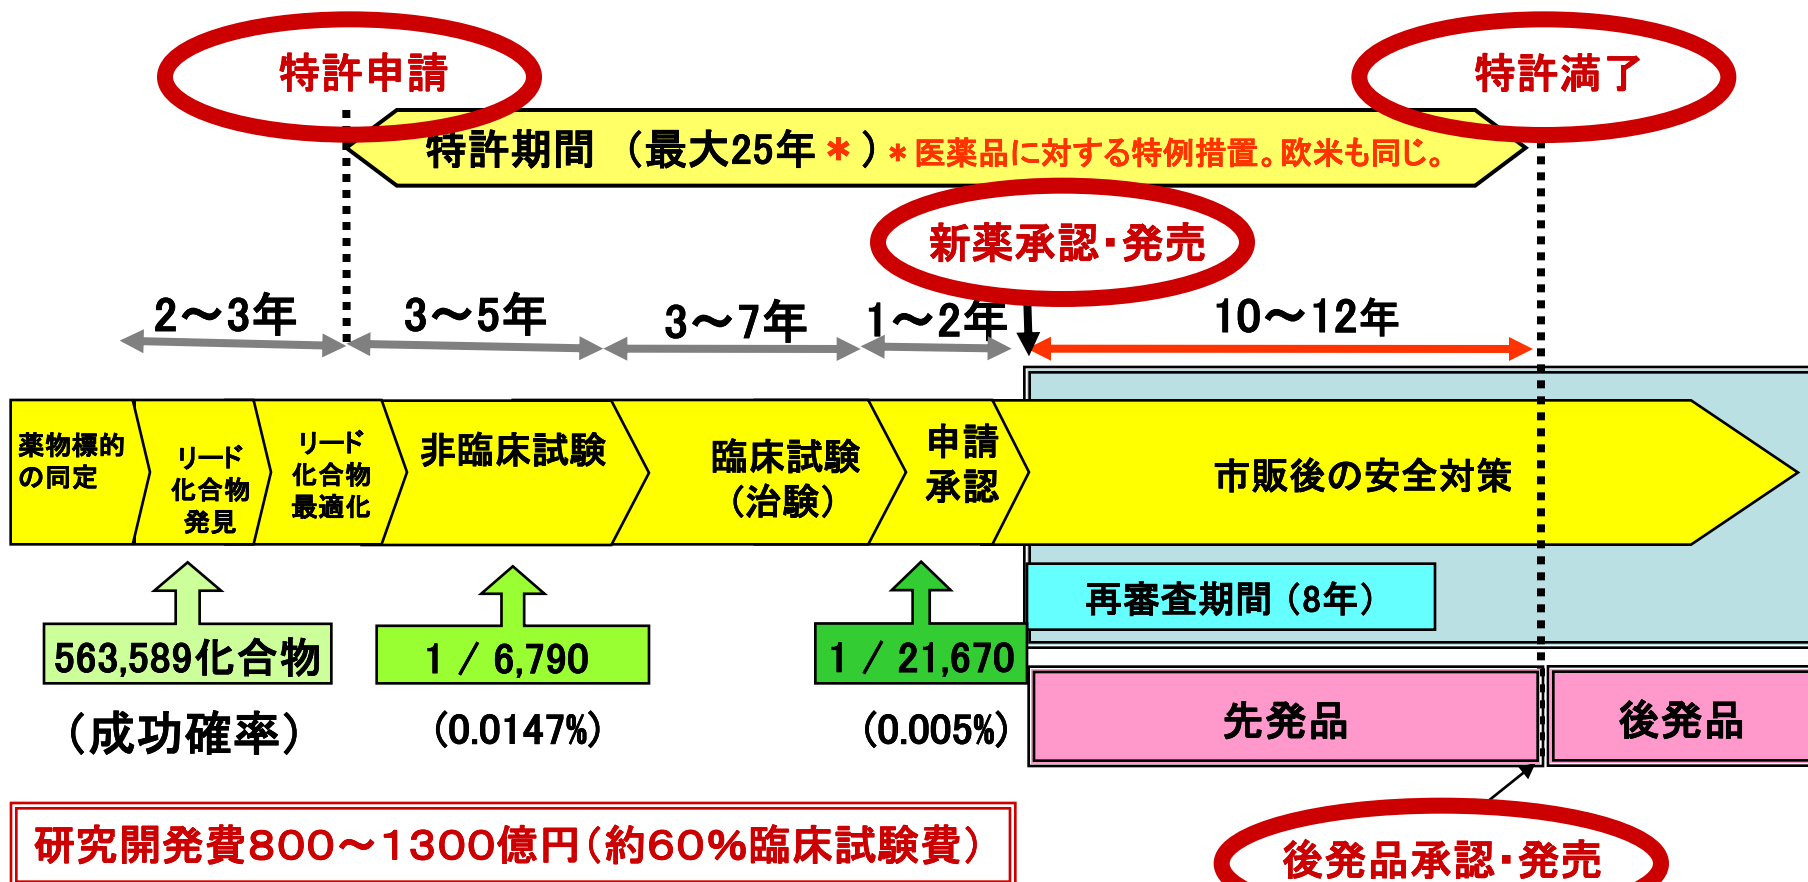 特許申請
特許満了
特許期間 （最大25年＊）＊医薬品に対する特例措置。欧米も同じ。
新薬承認・発売
2～3年
3～5年
3～7年
1～2年
10～12年
薬物標的
の同定
リード
化合物
発見
リード
化合物
最適化
非臨床試験
臨床試験
（治験）
申請
承認
市販後の安全対策
再審査期間（8年）
563,589化合物
1 / 6,790
1 / 21,670
（成功確率）
(0.0147%)
(0.005%)
先発品
後発品
研究開発費８００～１３００億円（約６０％臨床試験費）
後発品承認・発売